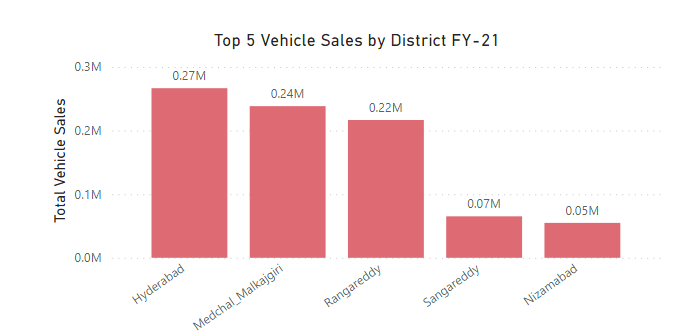 Top 5 Vehicle Sales by District FY-21
Total Vehicle Sales
0.3M
0.2M
0.1M
0.0M
0.27M
0.24M
0.22M
0.07M
0.05M
Hyderabad
Medchal_Malkajgiri
Rangareddy
Sangareddy
Nizamabad